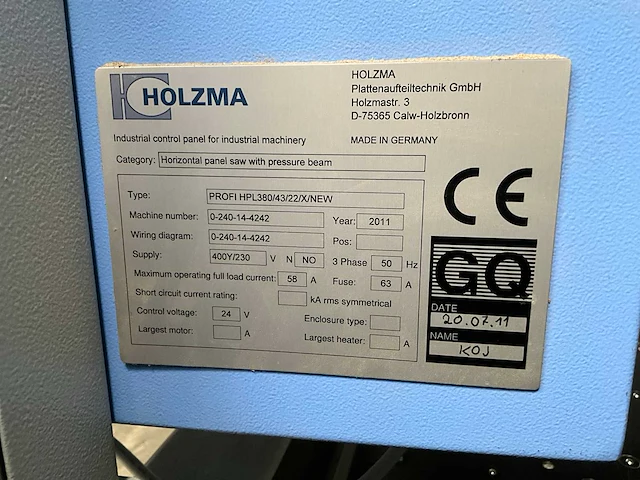 HOLZMA
HOLZMA
Plattenaufteiltechnik GmbH
Holzmastr. 3
D-75365 Calw-Holzbronn
Industrial control panel for industrial machinery
MADE IN GERMANY
Category: Horizontal panel saw with pressure beam
Type: PROFI HPL380/43/22/X/NEW
Machine number: 0-240-14-4242 Year: 2011
Wiring diagram: 0-240-14-4242 Pos:
Supply: 400Y/230 V N NO 3 Phase 50 Hz
Maximum operating full load current: 58 A Fuse: 63 A
Short circuit current rating: kA rms symmetrical
Control voltage: 24 V Enclosure type:
Largest motor: A Largest heater: A
CE
GQ
DATE
20.07.11
NAME
KOJ